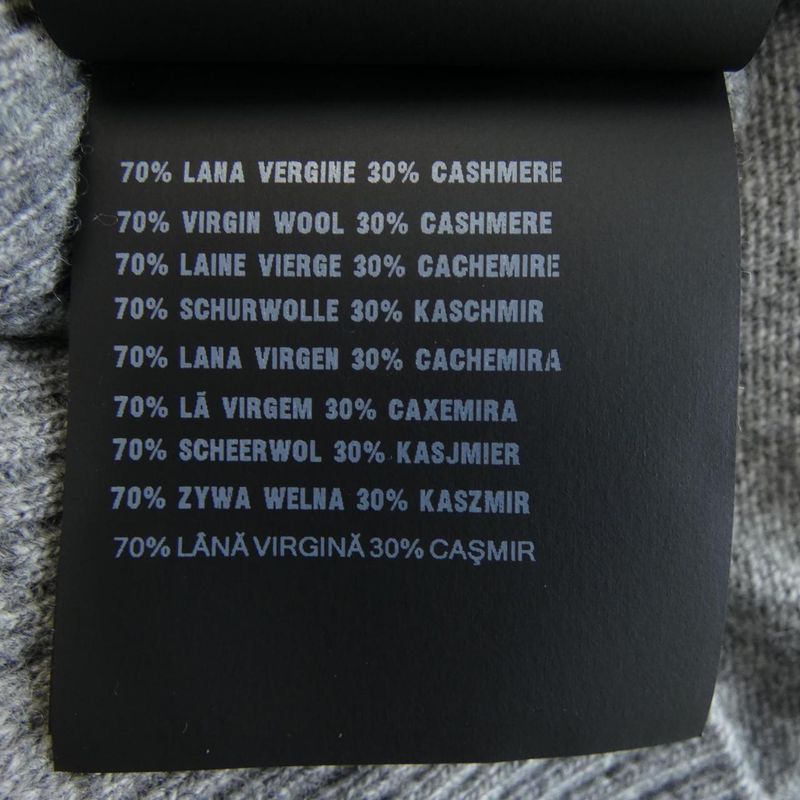 70% LANA VERGINE 30% CASHMERE
70% VIRGIN WOOL 30% CASHMERE
70% LAINE VIERGE 30% CACHEMIRE
70% SCHURWOLLE 30% KASCHMIR
70% LANA VIRGEN 30% CACHEMIRA
70% LÃ VIRGEM 30% CAXEMIRA
70% SCHEERWOL 30% KASJMIER
70% ZYWA WELNA 30% KASZMIR
70% LÂNĂ VIRGINĂ 30% CAŞMIR